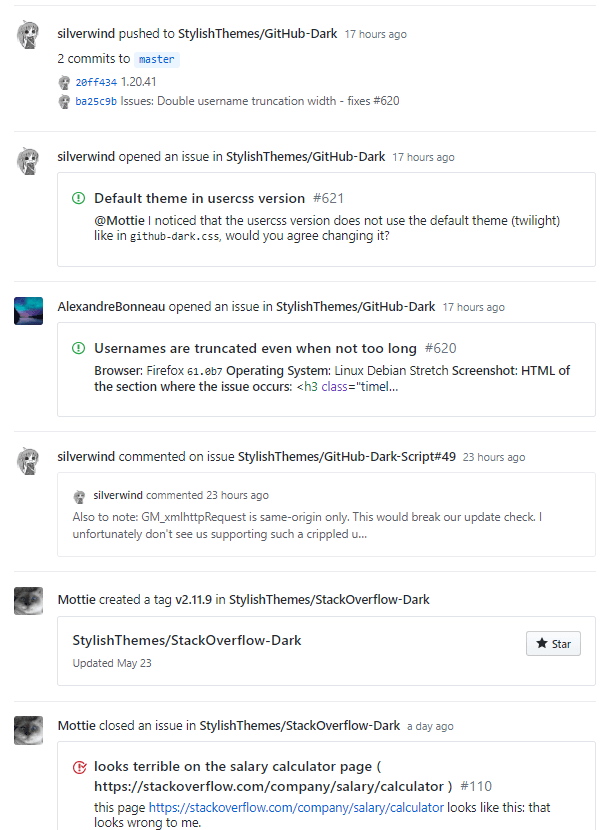 silverwind pushed to StylishThemes/GitHub-Dark 17 hours ago
2 commits to master
20ff434 1.20.41
ba25c9b Issues: Double username truncation width - fixes #620
silverwind opened an issue in StylishThemes/GitHub-Dark 17 hours ago
Default theme in usercss version #621
@Mottie I noticed that the usercss version does not use the default theme (twilight)
like in github-dark.css, would you agree changing it?
AlexandreBonneau opened an issue in StylishThemes/GitHub-Dark 17 hours ago
Usernames are truncated even when not too long #620
Browser: Firefox 61.0b7 Operating System: Linux Debian Stretch Screenshot: HTML of
the section where the issue occurs: <h3 class="timel...
silverwind commented on issue StylishThemes/GitHub-Dark-Script#49 23 hours ago
silverwind commented 23 hours ago
Also to note: GM_xmlhttpRequest is same-origin only. This would break our update check. I
unfortunately don't see us supporting such a crippled u...
Mottie created a tag v2.11.9 in StylishThemes/StackOverflow-Dark
StylishThemes/StackOverflow-Dark
Star
Updated May 23
Mottie closed an issue in StylishThemes/StackOverflow-Dark a day ago
looks terrible on the salary calculator page (
https://stackoverflow.com/company/salary/calculator ) #110
this page https://stackoverflow.com/company/salary/calculator looks like this: that
looks wrong to me.